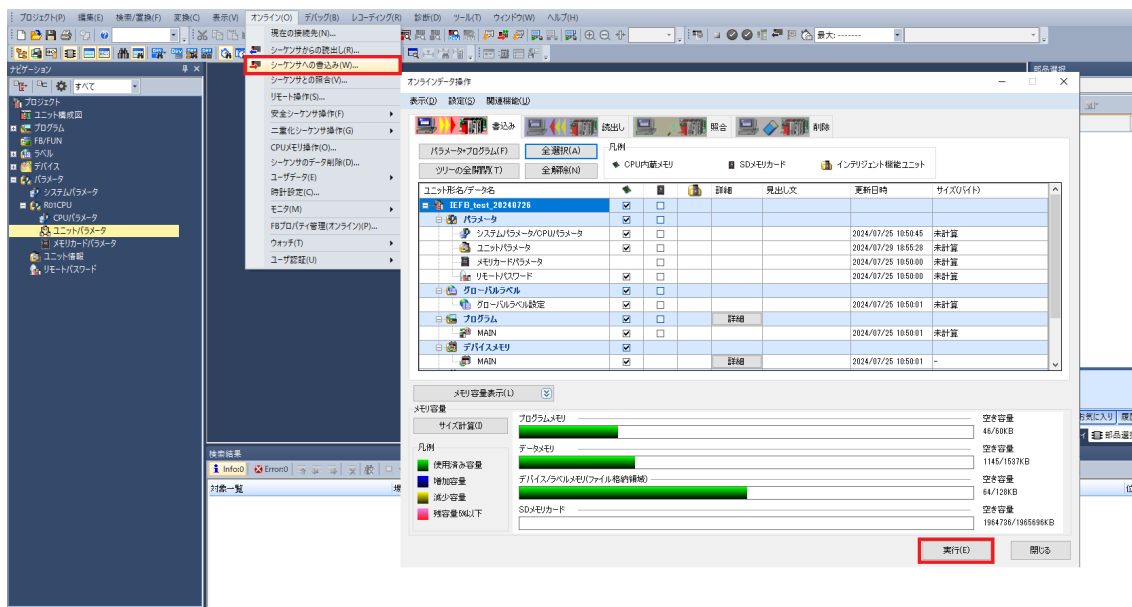 プロジェクト(P) 編集(E) 検索/置換(F) 変換(C) 表示(V) オンライン(O) デバッグ(B) レコーディング(R) 診断(D) ツール(T) ウィンドウ(W) ヘルプ(H)
最大: --------
現在の接続先(N)...
シーケンサからの読出し(R)...
シーケンサへの書込み(W)...
シーケンサとの照合(V)...
リモート操作(S)...
安全シーケンサ操作(F)
二重化シーケンサ操作(G)
CPUメモリ操作(O)...
シーケンサのデータ削除(D)...
ユーザデータ(E)
時計設定(C)...
モニタ(M)
FBプロパティ管理(オンライン)(P)...
ウォッチ(T)
ユーザ認証(U)
ナビゲーション
すべて
プロジェクト
ユニット構成図
プログラム
FB/FUN
ラベル
デバイス
パラメータ
システムパラメータ
R01CPU
CPUパラメータ
ユニットパラメータ
メモリカードパラメータ
ユニット情報
リモートパスワード
部品選択
オンラインデータ操作
表示(D) 設定(S) 関連機能(U)
書込み 読出し 照合 削除
パラメータ+プログラム(F) 全選択(A)
ツリーの全開閉(T) 全解除(N)
凡例
CPU内蔵メモリ SDメモリカード インテリジェント機能ユニット
ユニット形名/データ名 詳細 見出し文 更新日時 サイズ(バイト)
IEFB_test_20240726
パラメータ
システムパラメータ/CPUパラメータ 2024/07/25 10:50:45 未計算
ユニットパラメータ 2024/07/29 18:55:28 未計算
メモリカードパラメータ 2024/07/25 10:50:00 未計算
リモートパスワード 2024/07/25 10:50:00 未計算
グローバルラベル
グローバルラベル設定 2024/07/25 10:50:01 未計算
プログラム 詳細
MAIN 2024/07/25 10:50:01 未計算
デバイスメモリ
MAIN 詳細 2024/07/25 10:50:01 -
メモリ容量表示(L)
メモリ容量
サイズ計算(I)
凡例
使用済み容量
増加容量
減少容量
残容量5%以下
プログラムメモリ 空き容量
46/60KB
データメモリ 空き容量
1145/1537KB
デバイス/ラベルメモリ(ファイル格納領域) 空き容量
64/128KB
SDメモリカード 空き容量
1964736/1965696KB
実行(E) 閉じる
検索結果
Info:0 Error:0
対象一覧
お気に入り
部品選